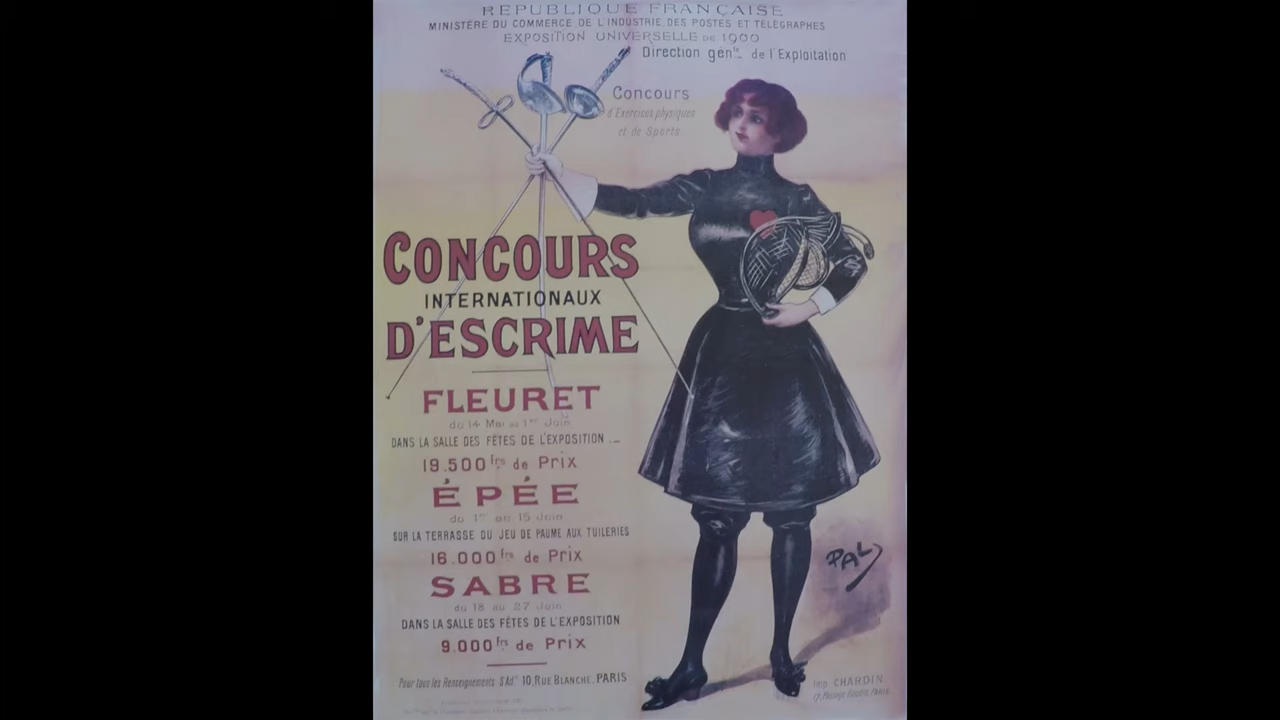 REPUBLIQUE FRANÇAISE
MINISTÈRE DU COMMERCE DE L'INDUSTRIE, DES POSTES ET TÉLÉGRAPHES
EXPOSITION UNIVERSELLE DE 1900
Direction génle de l'Exploitation
Concours
d'Exercices physiques
et de Sports
CONCOURS
INTERNATIONAUX
D'ESCRIME
FLEURET
du 14 Mai au 1er Juin
DANS LA SALLE DES FÊTES DE L'EXPOSITION
19.500 frs de Prix
ÉPÉE
du 1er au 15 Juin
SUR LA TERRASSE DU JEU DE PAUME AUX TUILERIES
16.000 frs de Prix
SABRE
du 18 au 27 Juin
DANS LA SALLE DES FÊTES DE L'EXPOSITION
9.000 frs de Prix
Pour tous les Renseignements S'Adr 10, RUE BLANCHE, PARIS
PAL
Imp. CHARDIN
PARIS